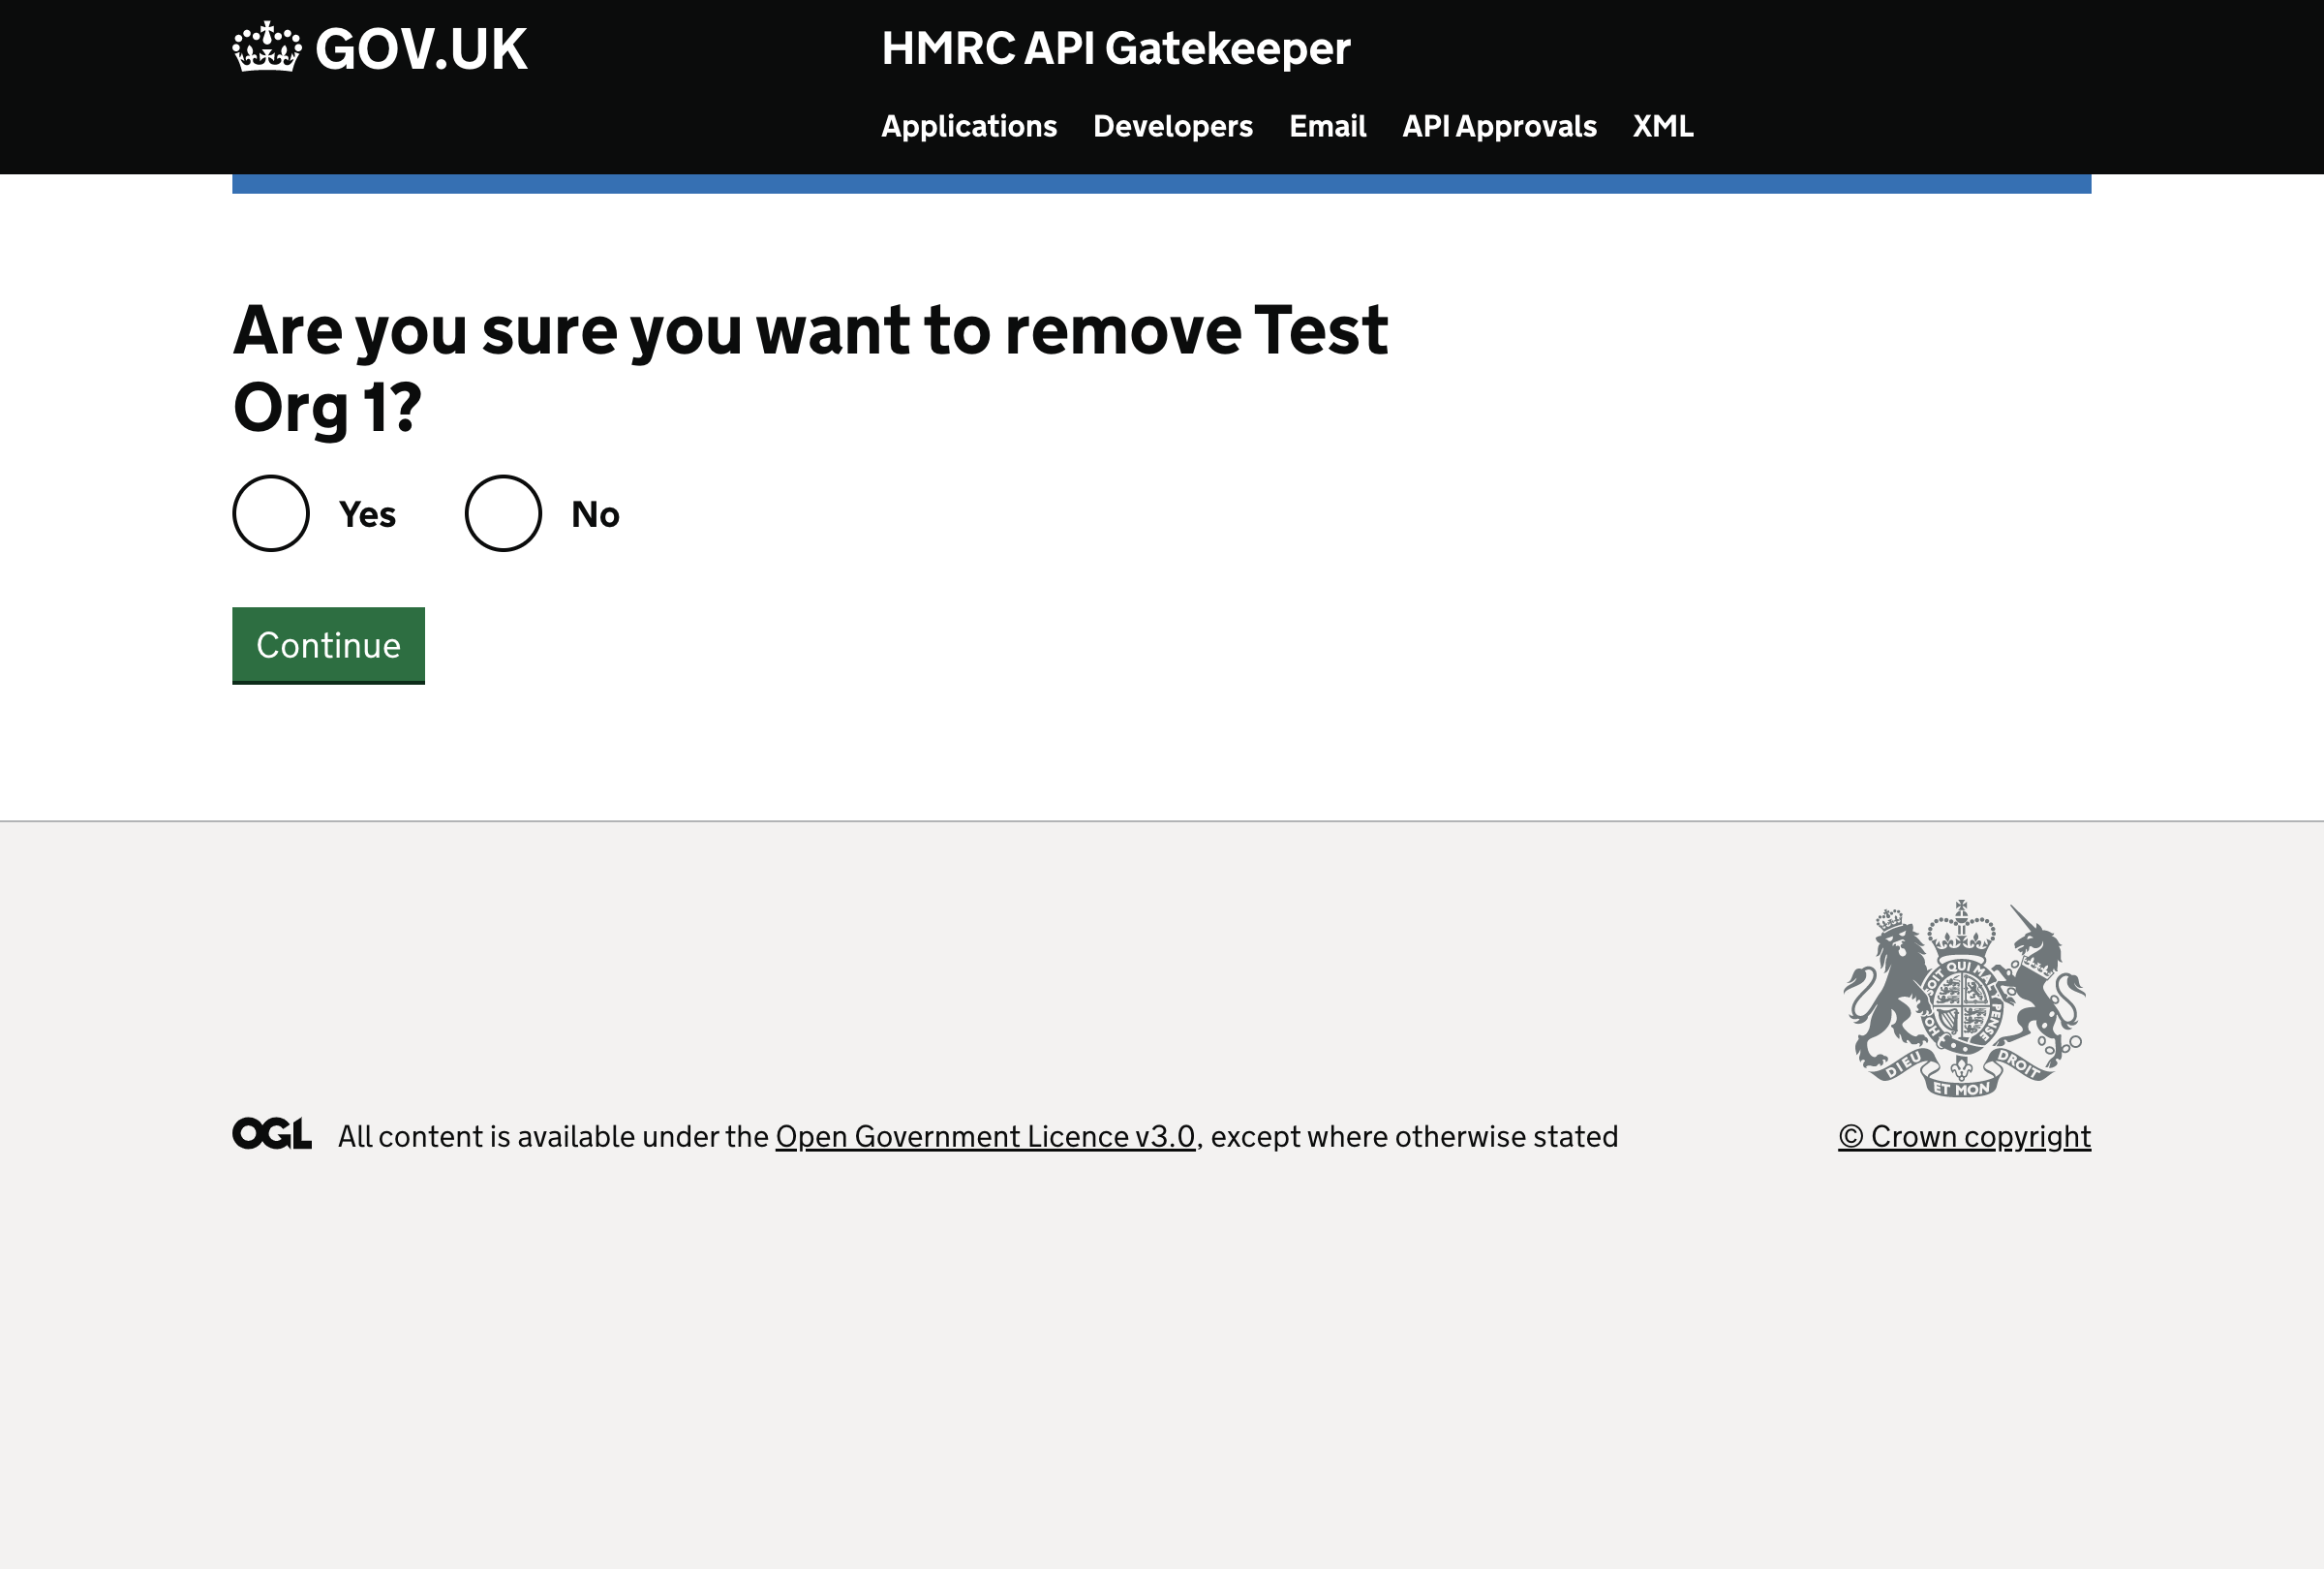 GOV.UK
HMRC API Gatekeeper
Applications Developers Email API Approvals XML
Are you sure you want to remove Test
Org 1?
Yes No
Continue
HONI SOIT QUI MAL Y PENSE
DIEU ET MON DROIT
OGL All content is available under the Open Government Licence v3.0, except where otherwise stated
© Crown copyright